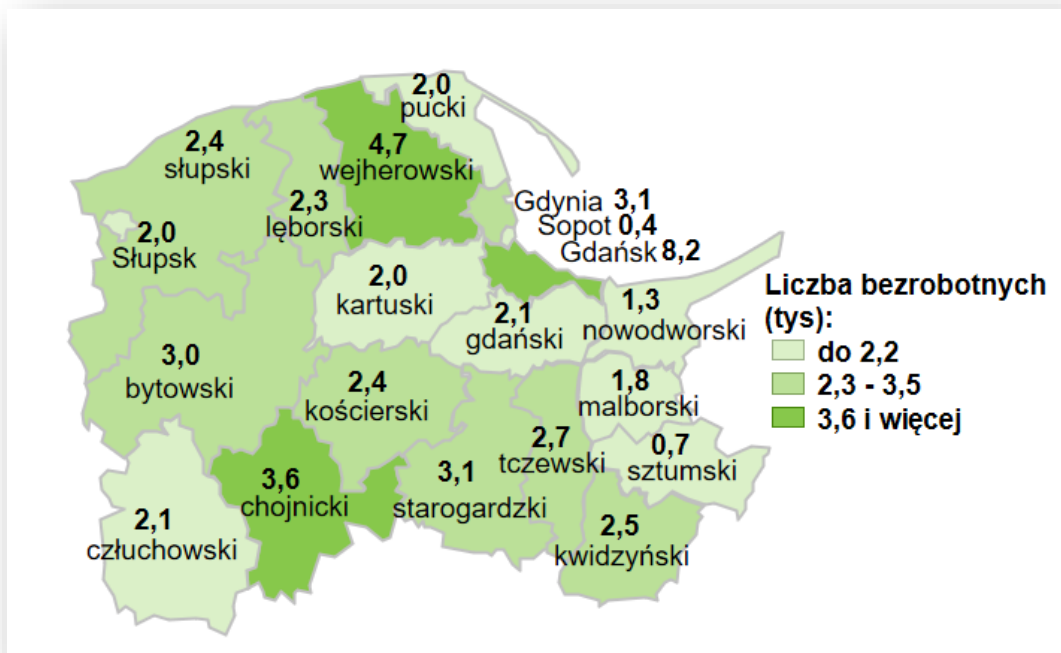 2,0
pucki
2,4
słupski
4,7
wejherowski
2,3
lęborski
Gdynia 3,1
Sopot 0,4
Gdańsk 8,2
2,0
Słupsk
2,0
kartuski
2,1
gdański
1,3
nowodworski
3,0
bytowski
2,4
kościerski
1,8
malborski
2,7
tczewski
0,7
sztumski
3,6
chojnicki
3,1
starogardzki
2,1
człuchowski
2,5
kwidzyński
Liczba bezrobotnych
(tys):
do 2,2
2,3 - 3,5
3,6 i więcej